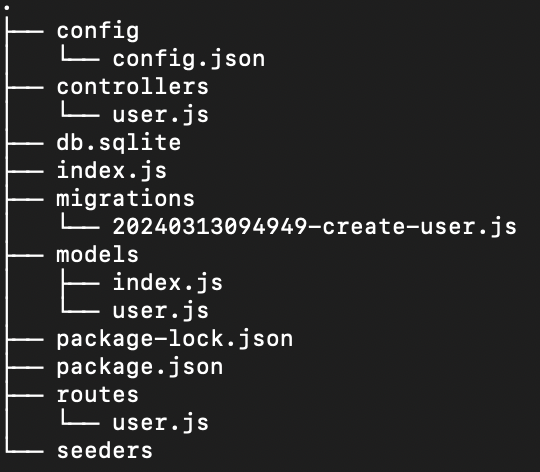 .
├── config
│   └── config.json
├── controllers
│   └── user.js
├── db.sqlite
├── index.js
├── migrations
│   └── 20240313094949-create-user.js
├── models
│   ├── index.js
│   └── user.js
├── package-lock.json
├── package.json
├── routes
│   └── user.js
└── seeders